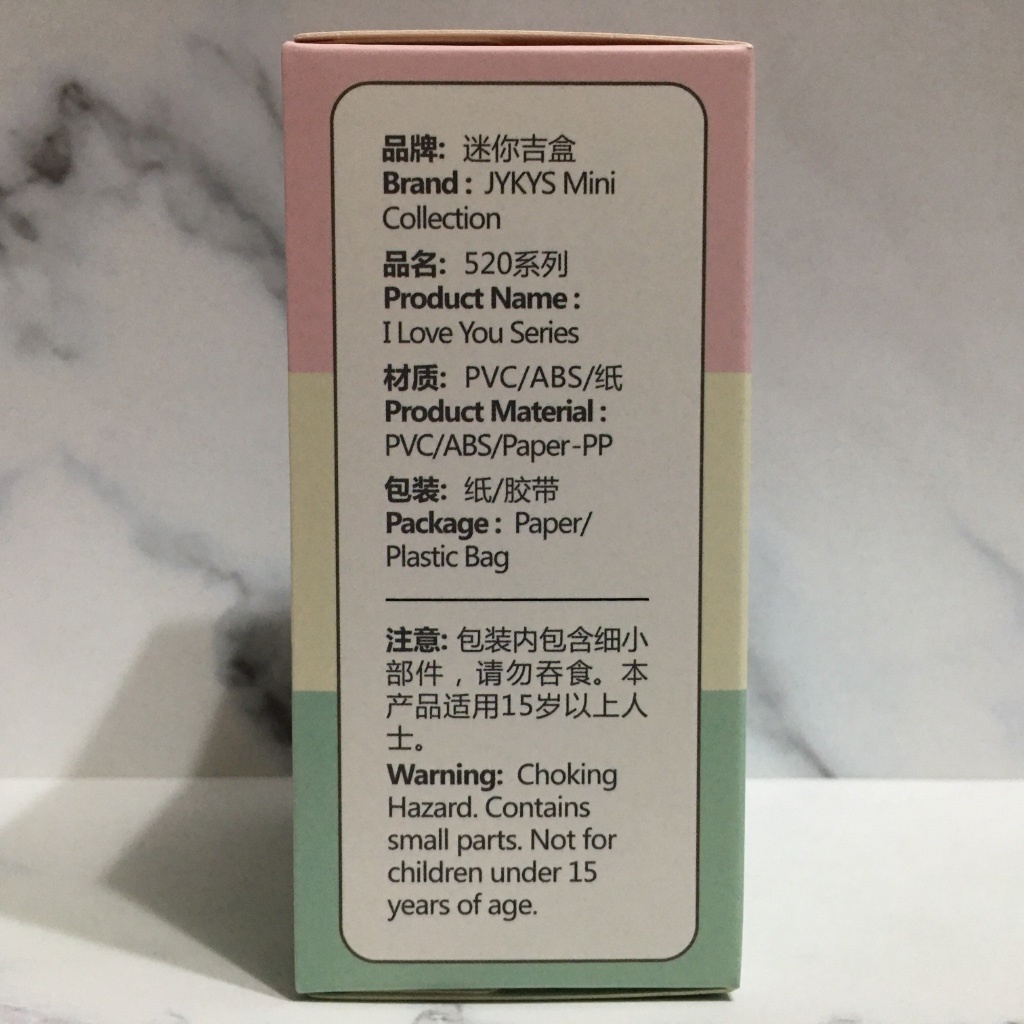 品牌: 迷你吉盒
Brand : JYKYS Mini
Collection
品名: 520系列
Product Name :
I Love You Series
材质: PVC/ABS/纸
Product Material :
PVC/ABS/Paper-PP
包装: 纸/胶带
Package : Paper/
Plastic Bag
注意: 包装内包含细小
部件，请勿吞食。本
产品适用15岁以上人
士。
Warning: Choking
Hazard. Contains
small parts. Not for
children under 15
years of age.